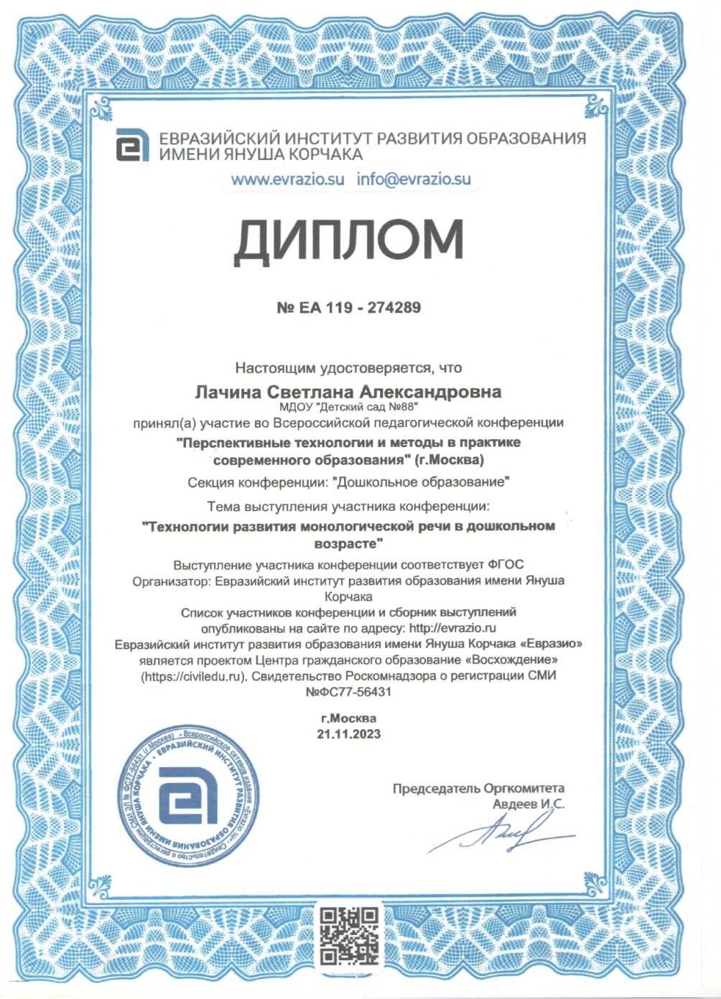 ЕВРАЗИЙСКИЙ ИНСТИТУТ РАЗВИТИЯ ОБРАЗОВАНИЯ
ИМЕНИ ЯНУША КОРЧАКА
www.evrazio.su info@evrazio.su
ДИПЛОМ
№ ЕА 119 - 274289
Настоящим удостоверяется, что
Лачина Светлана Александровна
МДОУ "Детский сад №88"
принял(а) участие во Всероссийской педагогической конференции
"Перспективные технологии и методы в практике
современного образования" (г.Москва)
Секция конференции: "Дошкольное образование"
Тема выступления участника конференции:
"Технологии развития монологической речи в дошкольном
возрасте"
Выступление участника конференции соответствует ФГОС
Организатор: Евразийский институт развития образования имени Януша
Корчака
Список участников конференции и сборник выступлений
опубликованы на сайте по адресу: http://evrazio.ru
Евразийский институт развития образования имени Януша Корчака «Евразио»
является проектом Центра гражданского образование «Восхождение»
(https://civiledu.ru). Свидетельство Роскомнадзора о регистрации СМИ
№ФС77-56431
г.Москва
21.11.2023
• Всероссийское сетевое издание «Evrazio.su» • Свидетельство о регистрации СМИ ЭЛ № ФС77-56431 (г.Москва)
• ЕВРАЗИЙСКИЙ ИНСТИТУТ РАЗВИТИЯ ОБРАЗОВАНИЯ ИМЕНИ ЯНУША КОРЧАКА
Председатель Оргкомитета
Авдеев И.С.